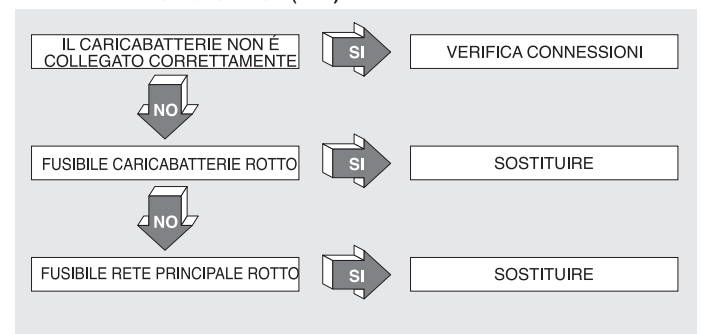 IL CARICABATTERIE NON É
COLLEGATO CORRETTAMENTE
SI
VERIFICA CONNESSIONI
NO
FUSIBILE CARICABATTERIE ROTTO
SI
SOSTITUIRE
NO
FUSIBILE RETE PRINCIPALE ROTTO
SI
SOSTITUIRE